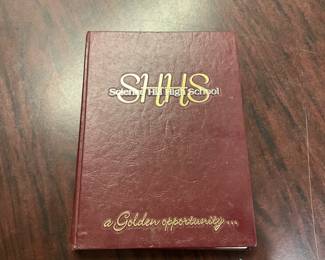 SHHS
Science Hill High School
a Golden opportunity...